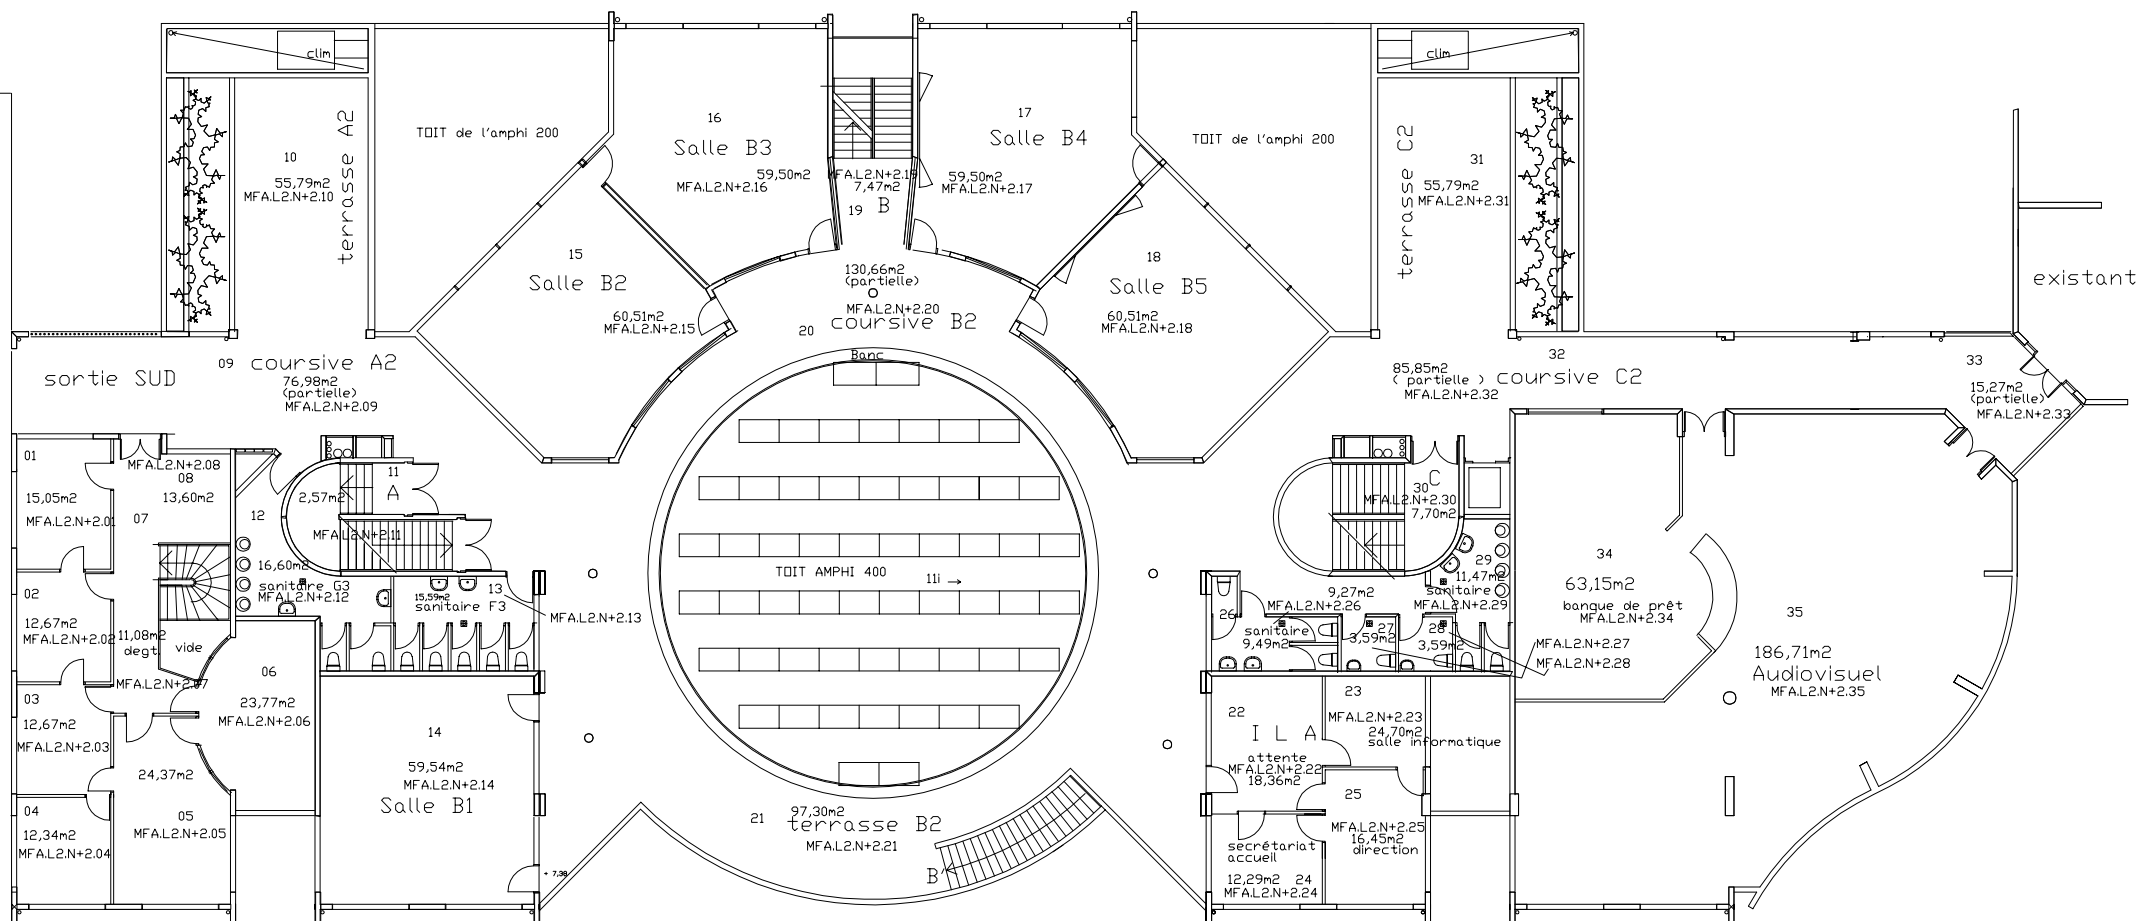 clim
10
55,79m2
MFA.L2.N+2.10
terrasse A2
TOIT de l'amphi 200
16
Salle B3
59,50m2
MFA.L2.N+2.16
MFA.L2.N+2.19
7,47m2
19
B
17
Salle B4
59,50m2
MFA.L2.N+2.17
TOIT de l'amphi 200
clim
terrasse C2
31
55,79m2
MFA.L2.N+2.31
existant
15
Salle B2
60,51m2
MFA.L2.N+2.15
130,66m2
(partielle)
MFA.L2.N+2.20
20
coursive B2
Banc
18
Salle B5
60,51m2
MFA.L2.N+2.18
sortie SUD
09
coursive A2
76,98m2
(partielle)
MFA.L2.N+2.09
32
85,85m2
( partielle )
coursive C2
MFA.L2.N+2.32
33
15,27m2
(partielle)
MFA.L2.N+2.33
01
15,05m2
MFA.L2.N+2.01
MFA.L2.N+2.08
08
13,60m2
07
12
2,57m2
11
A
MFA.L2.N+2.11
16,60m2
sanitaire G3
MFA.L2.N+2.12
15,59m2
sanitaire F3
13
MFA.L2.N+2.13
02
12,67m2
MFA.L2.N+2.02
11,08m2
degt.
vide
MFA.L2.N+2.07
03
12,67m2
MFA.L2.N+2.03
06
23,77m2
MFA.L2.N+2.06
04
12,34m2
MFA.L2.N+2.04
24,37m2
05
MFA.L2.N+2.05
14
59,54m2
MFA.L2.N+2.14
Salle B1
+ 7,38
TOIT AMPHI 400
11i
21
97,30m2
terrasse B2
MFA.L2.N+2.21
B'
C
30
MFA.L2.N+2.30
7,70m2
29
11,47m2
sanitaire
MFA.L2.N+2.29
9,27m2
MFA.L2.N+2.26
26
sanitaire
9,49m2
27
3,59m2
28
3,59m2
MFA.L2.N+2.27
MFA.L2.N+2.28
22
I L A
attente
MFA.L2.N+2.22
18,36m2
23
MFA.L2.N+2.23
24,70m2
salle informatique
25
MFA.L2.N+2.25
16,45m2
direction
secrétariat
accueil
12,29m2
24
MFA.L2.N+2.24
34
63,15m2
banque de prêt
MFA.L2.N+2.34
35
186,71m2
Audiovisuel
MFA.L2.N+2.35